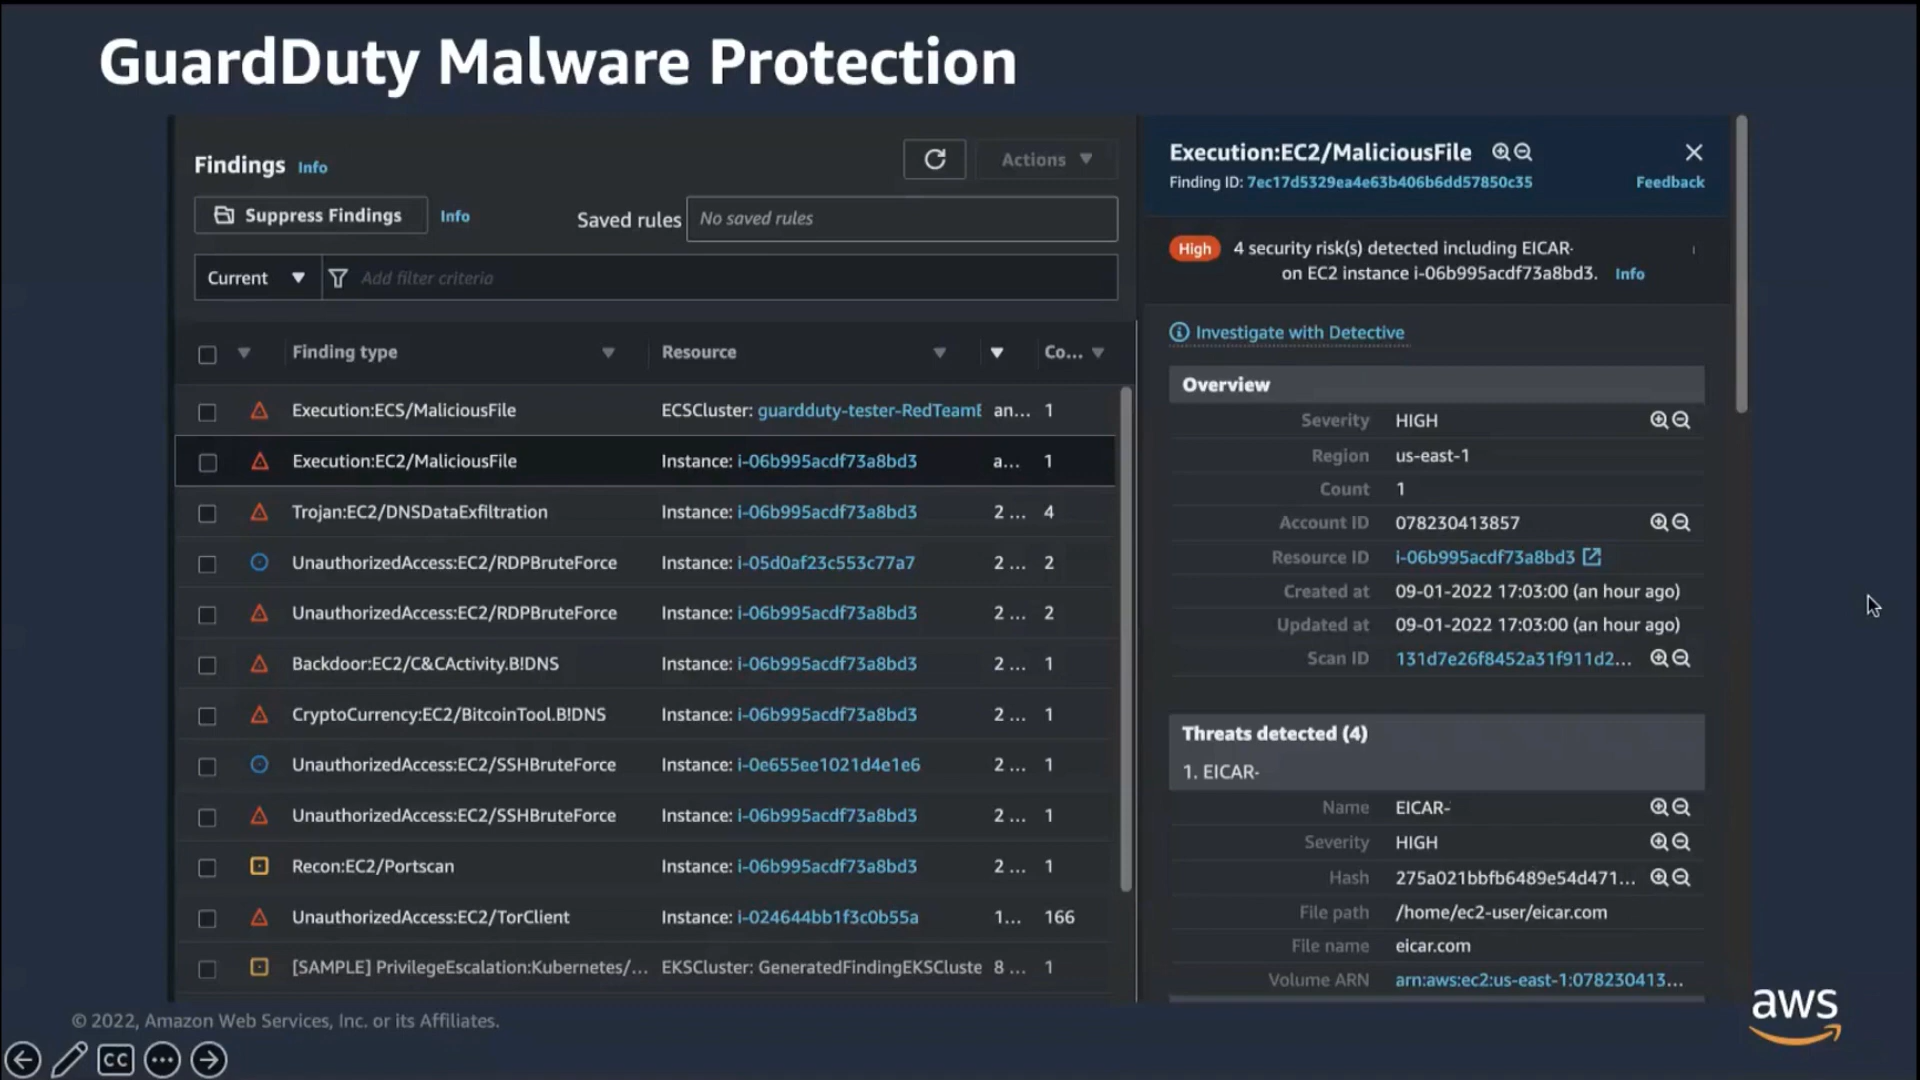 GuardDuty Malware Protection
Findings Info
Actions
Suppress Findings Info
Saved rules No saved rules
Current Add filter criteria
Finding type Resource Co...
Execution:ECS/MaliciousFile ECSCluster: guardduty-tester-RedTeamE an... 1
Execution:EC2/MaliciousFile Instance: i-06b995acdf73a8bd3 a... 1
Trojan:EC2/DNSDataExfiltration Instance: i-06b995acdf73a8bd3 2 ... 4
UnauthorizedAccess:EC2/RDPBruteForce Instance: i-05d0af23c553c77a7 2 ... 2
UnauthorizedAccess:EC2/RDPBruteForce Instance: i-06b995acdf73a8bd3 2 ... 2
Backdoor:EC2/C&CActivity.B!DNS Instance: i-06b995acdf73a8bd3 2 ... 1
CryptoCurrency:EC2/BitcoinTool.B!DNS Instance: i-06b995acdf73a8bd3 2 ... 1
UnauthorizedAccess:EC2/SSHBruteForce Instance: i-0e655ee1021d4e1e6 2 ... 1
UnauthorizedAccess:EC2/SSHBruteForce Instance: i-06b995acdf73a8bd3 2 ... 1
Recon:EC2/Portscan Instance: i-06b995acdf73a8bd3 2 ... 1
UnauthorizedAccess:EC2/TorClient Instance: i-024644bb1f3c0b55a 1... 166
[SAMPLE] PrivilegeEscalation:Kubernetes/... EKSCluster: GeneratedFindingEKSCluste 8 ... 1
Execution:EC2/MaliciousFile
Finding ID: 7ec17d5329ea4e63b406b6dd57850c35 Feedback
High 4 security risk(s) detected including EICAR-
on EC2 instance i-06b995acdf73a8bd3. Info
Investigate with Detective
Overview
Severity HIGH
Region us-east-1
Count 1
Account ID 078230413857
Resource ID i-06b995acdf73a8bd3
Created at 09-01-2022 17:03:00 (an hour ago)
Updated at 09-01-2022 17:03:00 (an hour ago)
Scan ID 131d7e26f8452a31f911d2...
Threats detected (4)
1. EICAR-
Name EICAR-
Severity HIGH
Hash 275a021bbfb6489e54d471...
File path /home/ec2-user/eicar.com
File name eicar.com
Volume ARN arn:aws:ec2:us-east-1:078230413...
aws
© 2022, Amazon Web Services, Inc. or its Affiliates.
CC